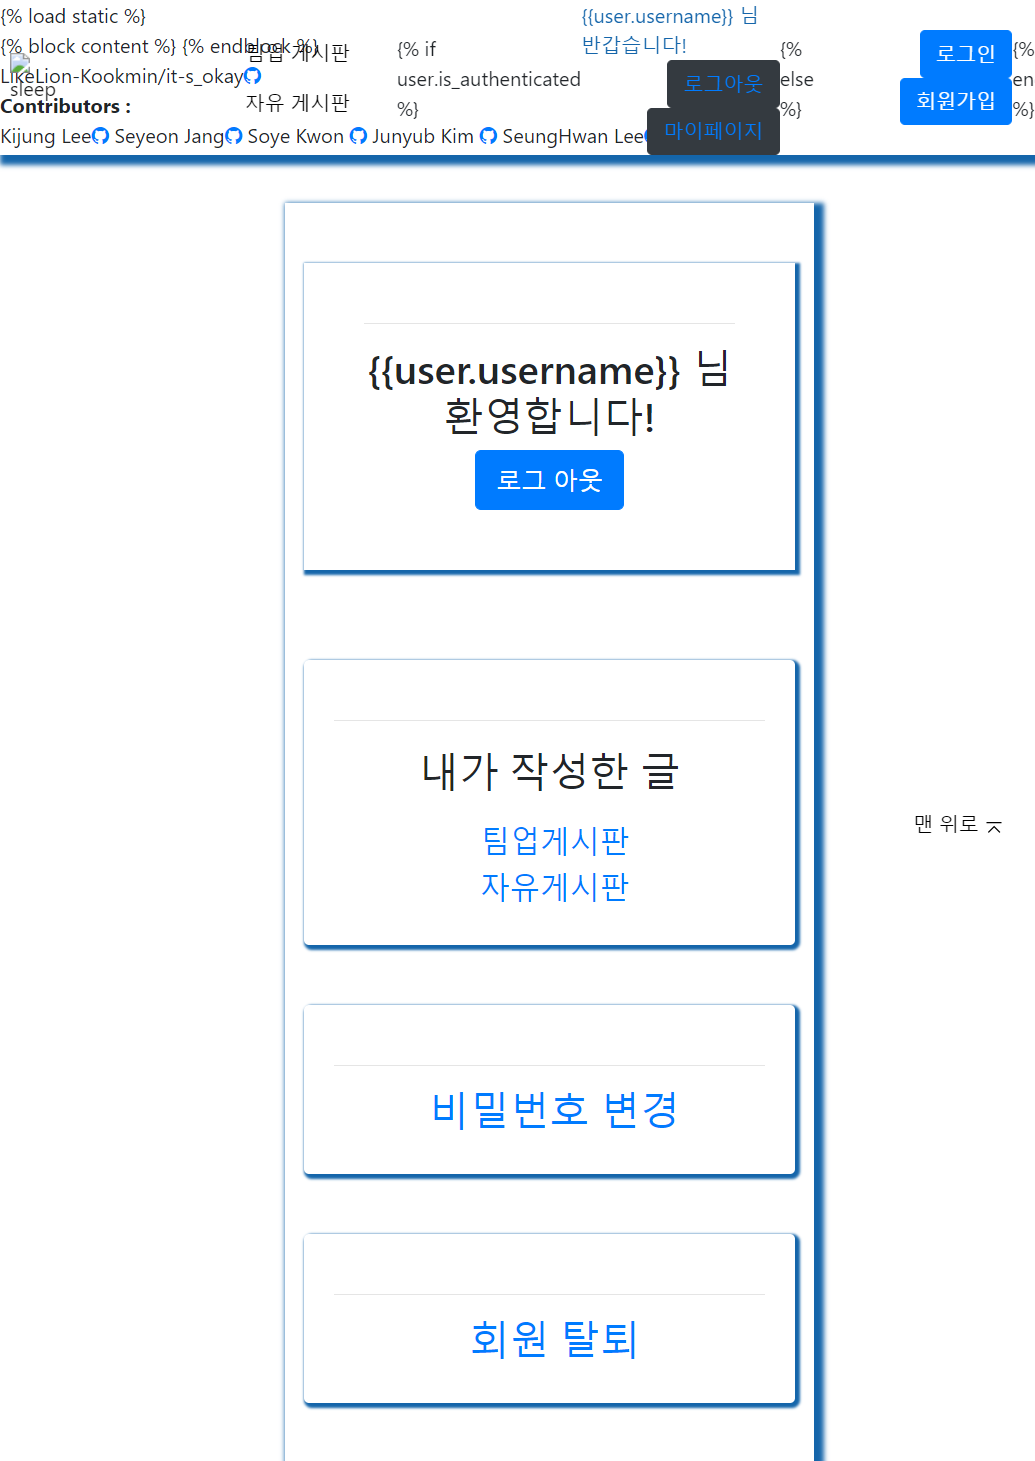 {% load static %}
{% block content %} {% endblock %}
LikeLion-Kookmin/it-s_okay
sleep
Contributors :
Kijung Lee Seyeon Jang Soye Kwon Junyub Kim SeungHwan Lee
팀업 게시판
자유 게시판
{% if
user.is_authenticated
%}
{{user.username}} 님
반갑습니다!
로그아웃
마이페이지
{%
else
%}
로그인
회원가입
{%
en
%}
{{user.username}} 님
환영합니다!
로그 아웃
내가 작성한 글
팀업게시판
자유게시판
맨 위로
비밀번호 변경
회원 탈퇴